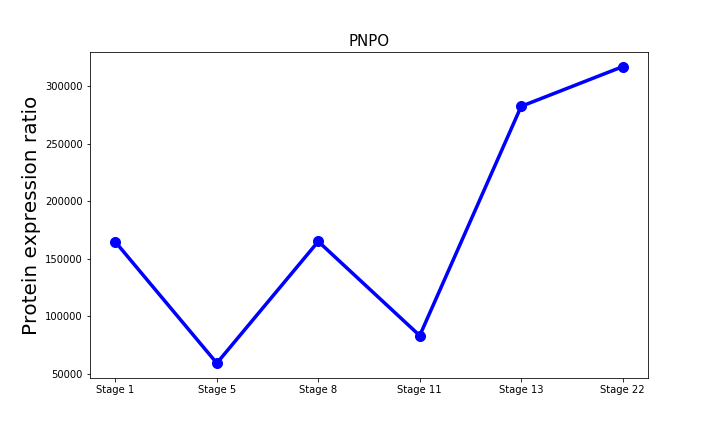 PNPO
Protein expression ratio
300000
250000
200000
150000
100000
50000
Stage 1
Stage 5
Stage 8
Stage 11
Stage 13
Stage 22